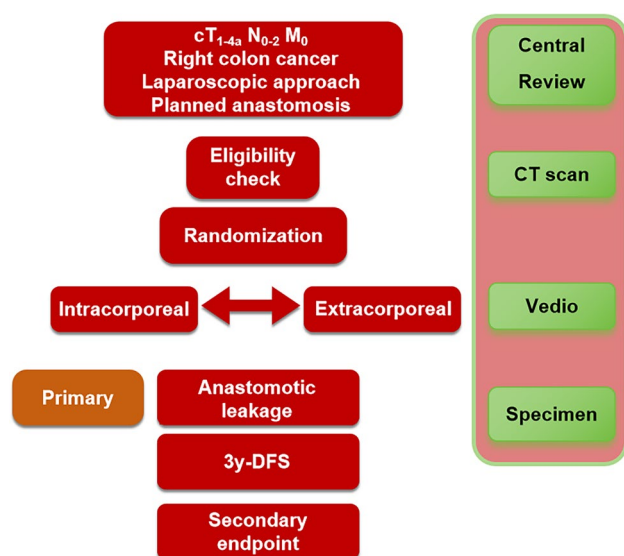 cT1-4a N0-2 M0
Right colon cancer
Laparoscopic approach
Planned anastomosis
Eligibility
check
Randomization
Intracorporeal
Extracorporeal
Primary
Anastomotic
leakage
3y-DFS
Secondary
endpoint
Central
Review
CT scan
Vedio
Specimen